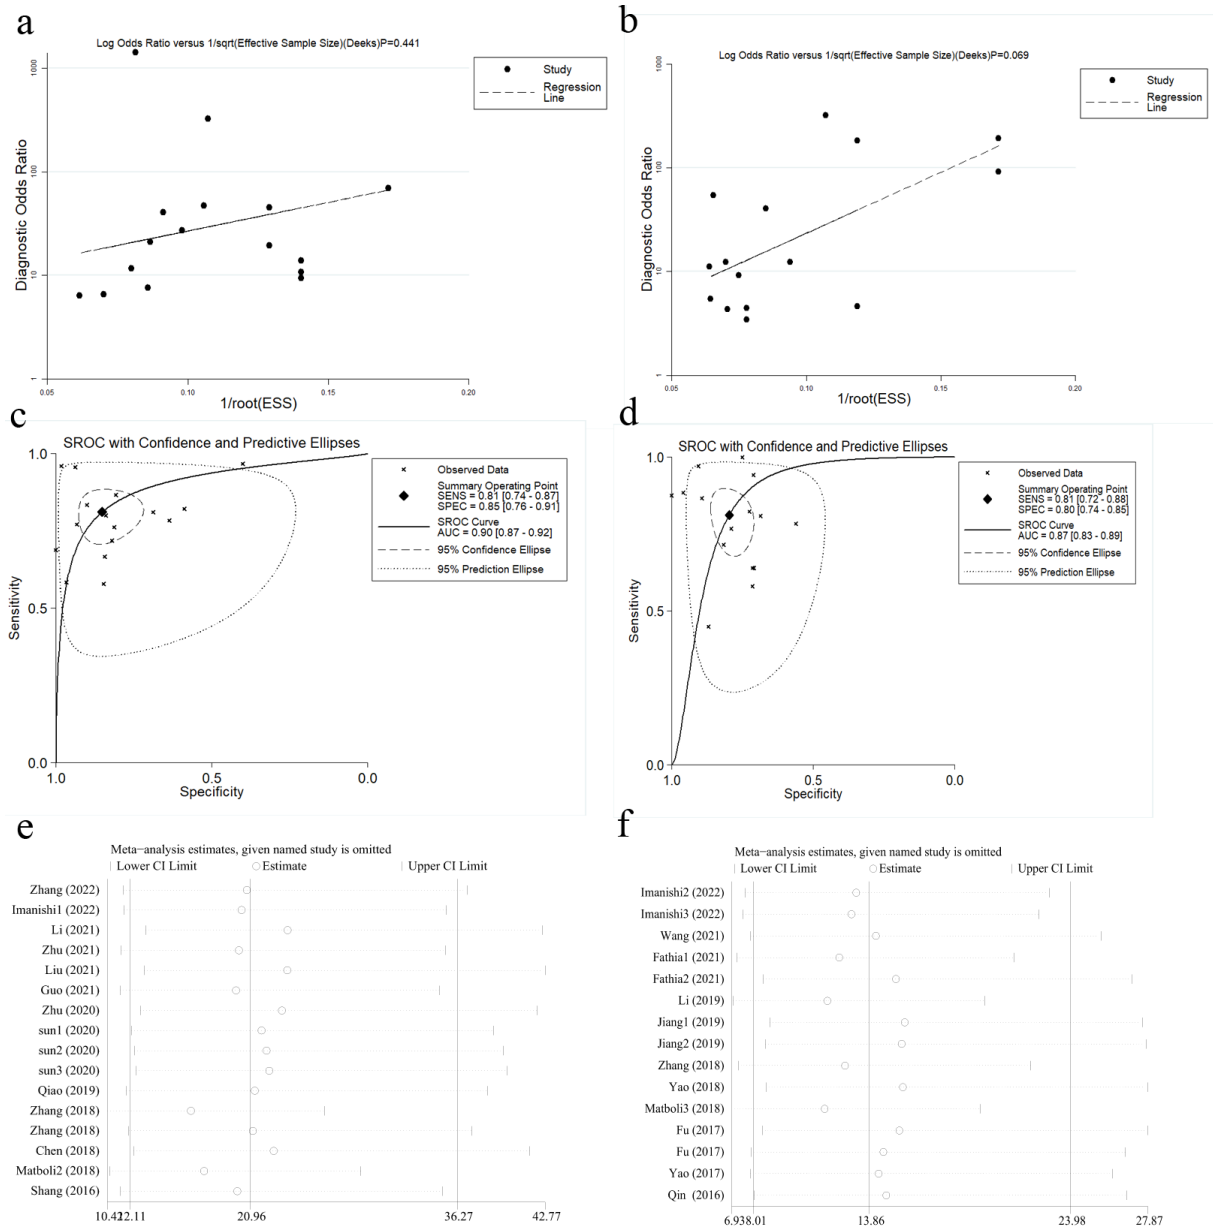 a
Log Odds Ratio versus 1/sqrt(Effective Sample Size)(Deeks)P=0.441
Study
Regression
Line
Diagnostic Odds Ratio
1000
100
10
1
0.05
0.10
0.15
0.20
1/root(ESS)
b
Log Odds Ratio versus 1/sqrt(Effective Sample Size)(Deeks)P=0.069
Study
Regression
Line
Diagnostic Odds Ratio
1000
100
10
1
0.05
0.10
0.15
0.20
1/root(ESS)
c
SROC with Confidence and Predictive Ellipses
Observed Data
Summary Operating Point
SENS = 0.81 [0.74 - 0.87]
SPEC = 0.85 [0.76 - 0.91]
SROC Curve
AUC = 0.90 [0.87 - 0.92]
95% Confidence Ellipse
95% Prediction Ellipse
Sensitivity
1.0
0.5
0.0
1.0
0.5
0.0
Specificity
d
SROC with Confidence and Predictive Ellipses
Observed Data
Summary Operating Point
SENS = 0.81 [0.72 - 0.88]
SPEC = 0.80 [0.74 - 0.85]
SROC Curve
AUC = 0.87 [0.83 - 0.89]
95% Confidence Ellipse
95% Prediction Ellipse
Sensitivity
1.0
0.5
0.0
1.0
0.5
0.0
Specificity
e
Meta-analysis estimates, given named study is omitted
Lower CI Limit
Estimate
Upper CI Limit
Zhang (2022)
Imanishi1 (2022)
Li (2021)
Zhu (2021)
Liu (2021)
Guo (2021)
Zhu (2020)
sun1 (2020)
sun2 (2020)
sun3 (2020)
Qiao (2019)
Zhang (2018)
Zhang (2018)
Chen (2018)
Matboli2 (2018)
Shang (2016)
12.11
20.96
36.27
42.77
f
Meta-analysis estimates, given named study is omitted
Lower CI Limit
Estimate
Upper CI Limit
Imanishi2 (2022)
Imanishi3 (2022)
Wang (2021)
Fathia1 (2021)
Fathia2 (2021)
Li (2019)
Jiang1 (2019)
Jiang2 (2019)
Zhang (2018)
Yao (2018)
Matboli3 (2018)
Fu (2017)
Fu (2017)
Yao (2017)
Qin (2016)
6.93
8.01
13.86
23.98
27.87